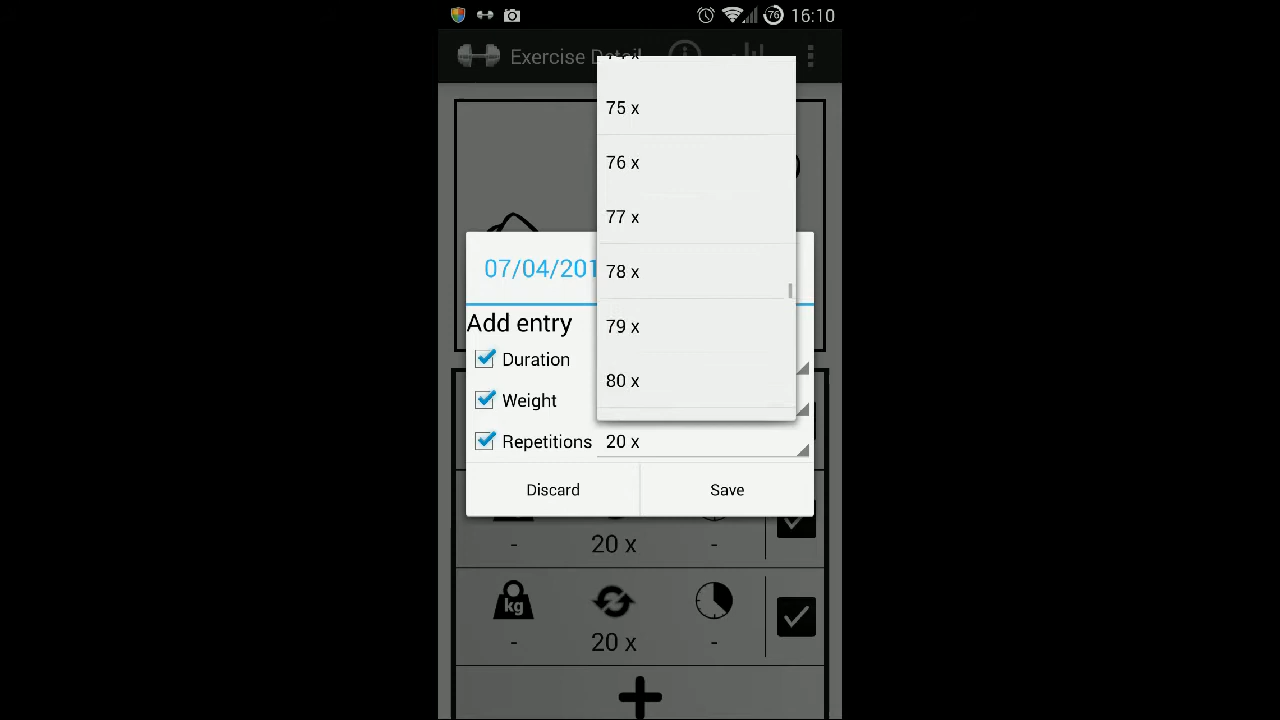 76 16:10
Exercise Detail
75 x
76 x
77 x
78 x
07/04/201
79 x
Add entry
Duration
80 x
Weight
Repetitions 20 x
Discard Save
- 20 x -
kg
- 20 x -